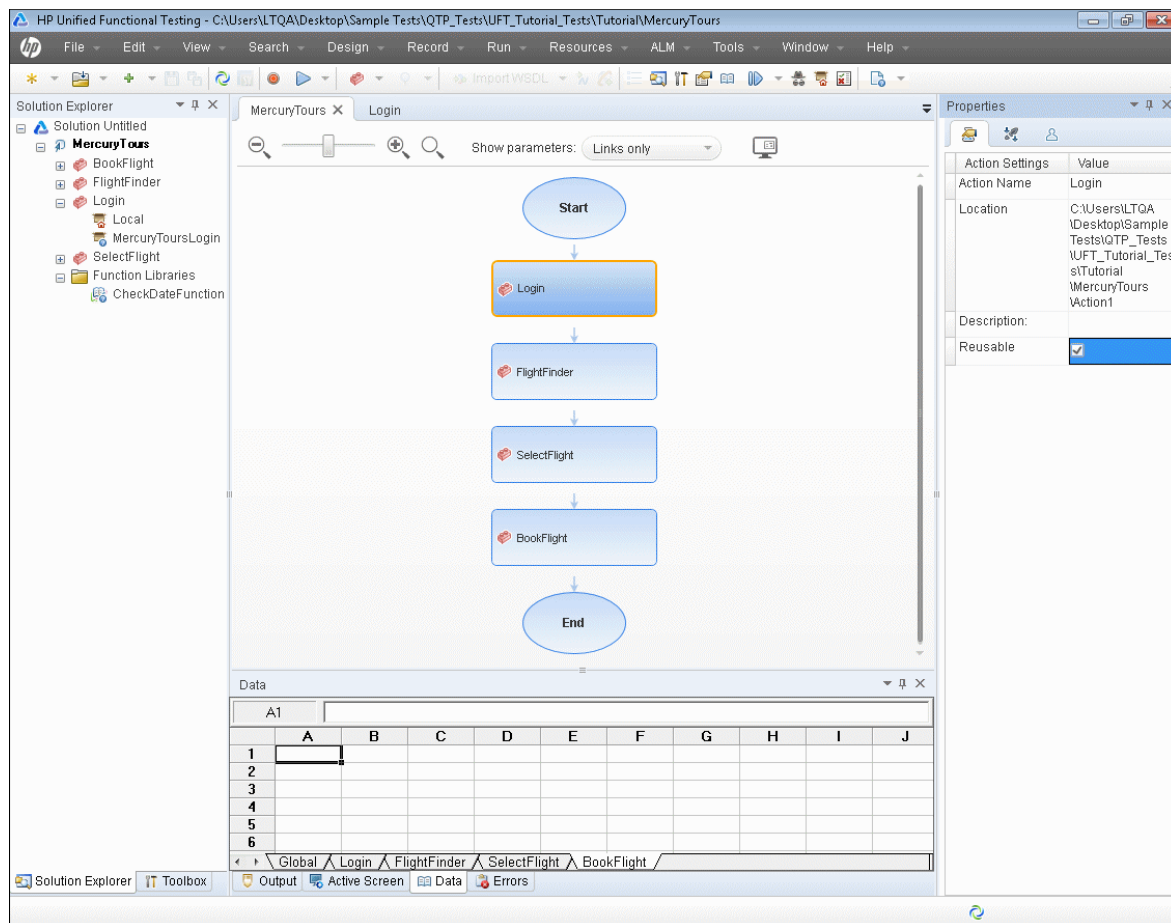 HP Unified Functional Testing - C:\Users\LTQA\Desktop\Sample Tests\QTP_Tests\UFT_Tutorial_Tests\Tutorial\MercuryTours
hp File Edit View Search Design Record Run Resources ALM Tools Window Help
Import WSDL
Solution Explorer
Solution Untitled
MercuryTours
BookFlight
FlightFinder
Login
Local
MercuryToursLogin
SelectFlight
Function Libraries
CheckDateFunction
Solution Explorer Toolbox
MercuryTours Login
Show parameters: Links only
Start
Login
FlightFinder
SelectFlight
BookFlight
End
Data
A1
A B C D E F G H I J
1
2
3
4
5
6
Global Login FlightFinder SelectFlight BookFlight
Output Active Screen Data Errors
Properties
Action Settings Value
Action Name Login
Location C:\Users\LTQA
\Desktop\Sample
Tests\QTP_Tests
\UFT_Tutorial_Tes
s\Tutorial
\MercuryTours
\Action1
Description:
Reusable